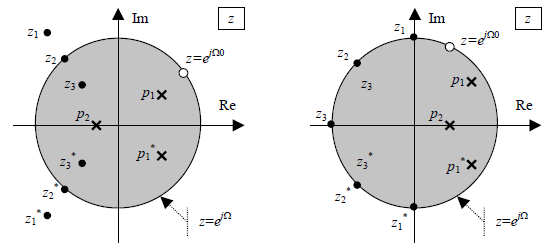 Im
z
z₁
z₂
z=e^{jΩ0}
z₃
p₁
p₂
Re
z₃*
p₁*
z₂*
z₁*
z=e^{jΩ}
Im
z
z₁
z=e^{jΩ0}
z₂
z₃
p₁
Re
z₃
p₂
z₃*
p₁*
z₂*
z₁*
z=e^{jΩ}